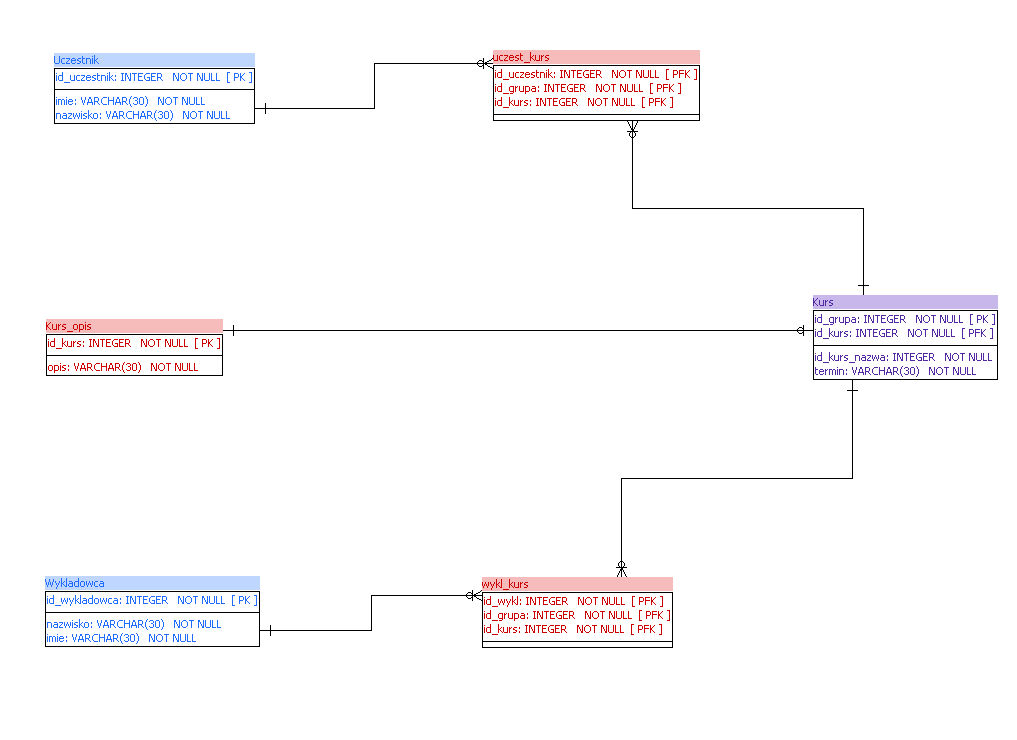 Uczestnik
id_uczestnik: INTEGER NOT NULL [ PK ]
imie: VARCHAR(30) NOT NULL
nazwisko: VARCHAR(30) NOT NULL
uczest_kurs
id_uczestnik: INTEGER NOT NULL [ PFK ]
id_grupa: INTEGER NOT NULL [ PFK ]
id_kurs: INTEGER NOT NULL [ PFK ]
Kurs_opis
id_kurs: INTEGER NOT NULL [ PK ]
opis: VARCHAR(30) NOT NULL
Kurs
id_grupa: INTEGER NOT NULL [ PK ]
id_kurs: INTEGER NOT NULL [ PFK ]
id_kurs_nazwa: INTEGER NOT NULL
termin: VARCHAR(30) NOT NULL
Wykladowca
id_wykladowca: INTEGER NOT NULL [ PK ]
nazwisko: VARCHAR(30) NOT NULL
imie: VARCHAR(30) NOT NULL
wykl_kurs
id_wykl: INTEGER NOT NULL [ PFK ]
id_grupa: INTEGER NOT NULL [ PFK ]
id_kurs: INTEGER NOT NULL [ PFK ]